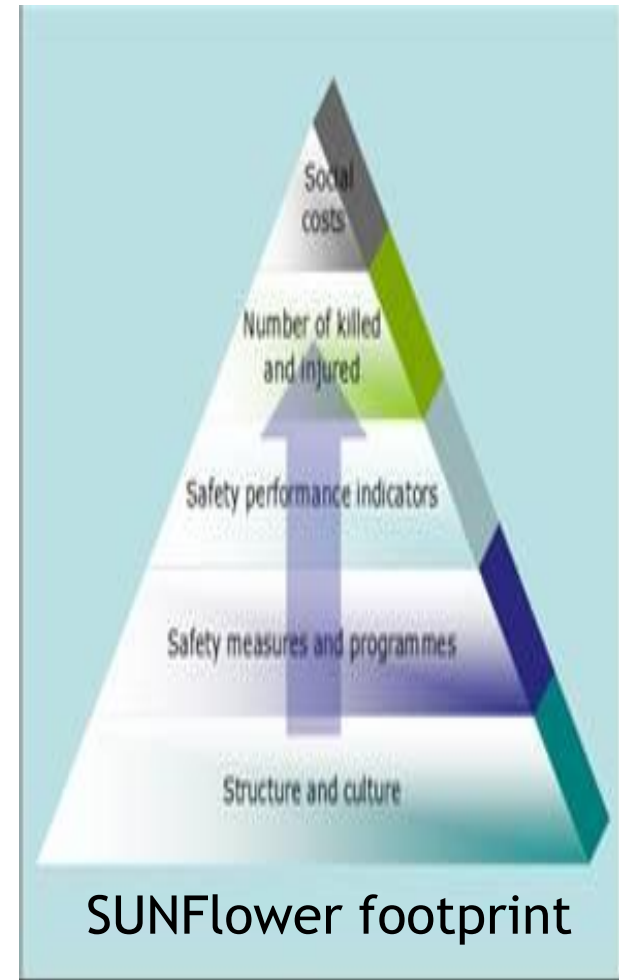 Social
costs
Number of killed
and injured
Safety performance indicators
Safety measures and programmes
Structure and culture
SUNFlower footprint